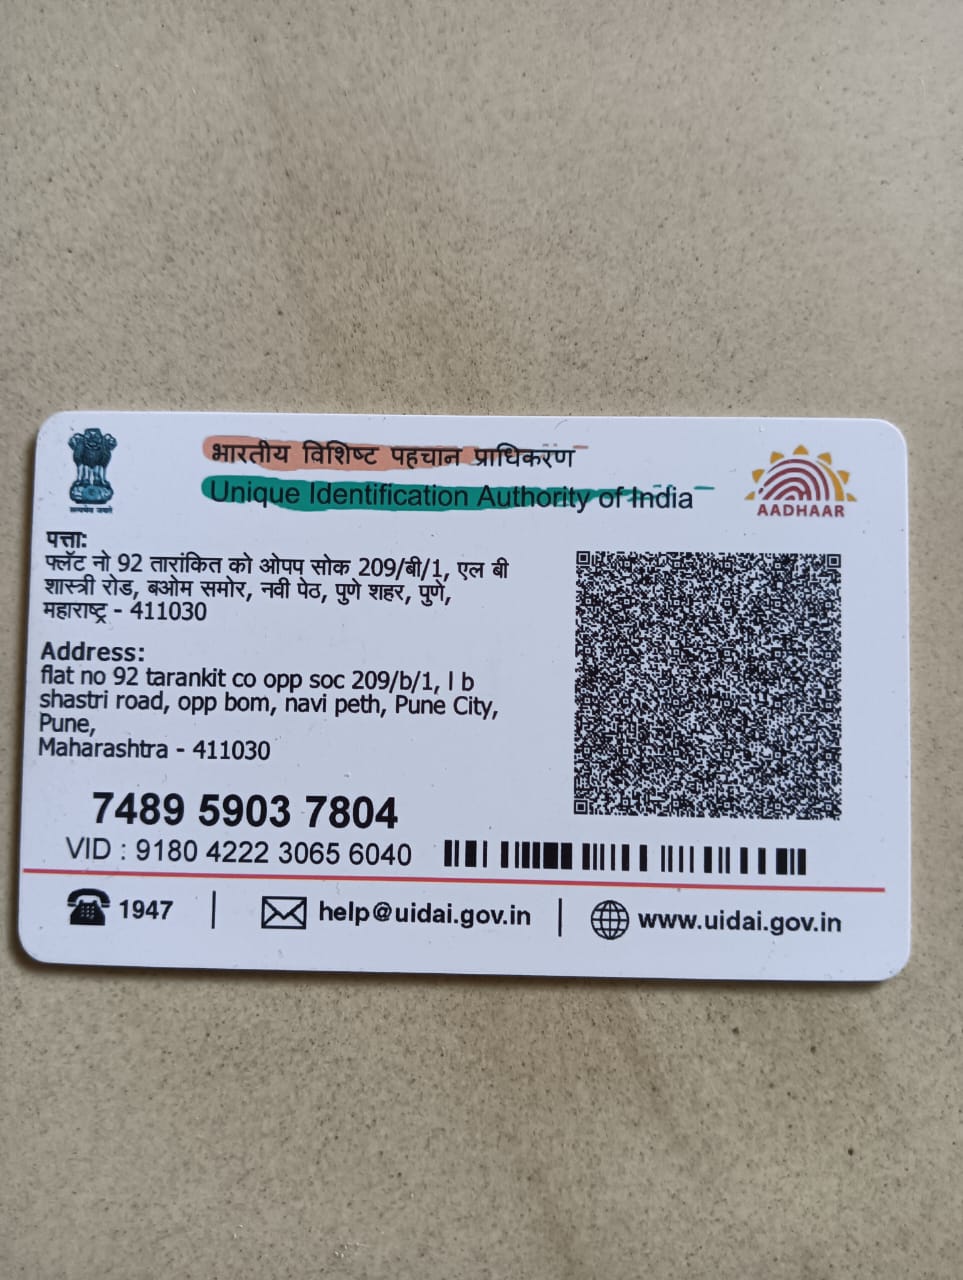 भारतीय विशिष्ट पहचान प्राधिकरण
Unique Identification Authority of India
सत्यमेव जयते
AADHAAR
पत्ता:
फ्लॅट नो 92 तारांकित को ओपप सोक 209/बी/1, एल बी
शास्त्री रोड, बओम समोर, नवी पेठ, पुणे शहर, पुणे,
महाराष्ट्र - 411030
Address:
flat no 92 tarankit co opp soc 209/b/1, l b
shastri road, opp bom, navi peth, Pune City,
Pune,
Maharashtra - 411030
7489 5903 7804
VID : 9180 4222 3065 6040
1947 | help@uidai.gov.in | www.uidai.gov.in